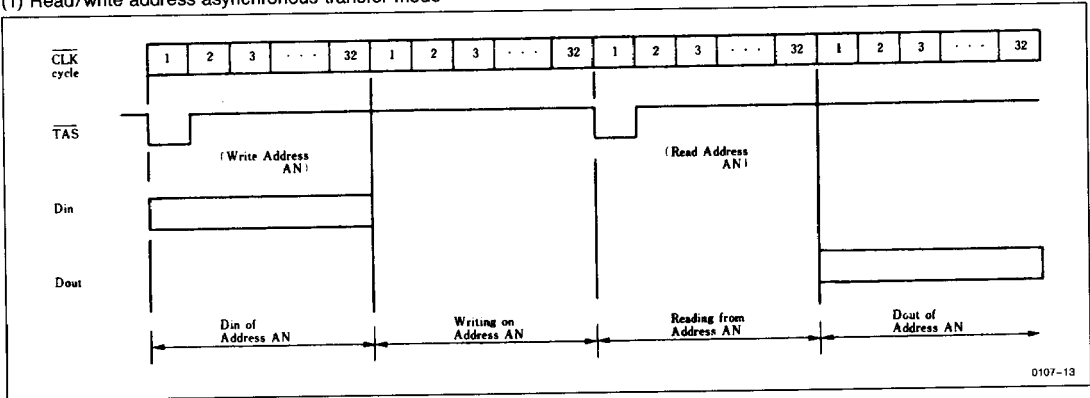 (1) Read/write address asynchronous transfer mode
CLK
cycle
1 2 3 · · · 32 1 2 3 · · · 32 1 2 3 · · · 32 1 2 3 · · · 32
TAS
(Write Address
AN)
(Read Address
AN)
Din
Dout
Din of
Address AN
Writing on
Address AN
Reading from
Address AN
Dout of
Address AN
0107-13